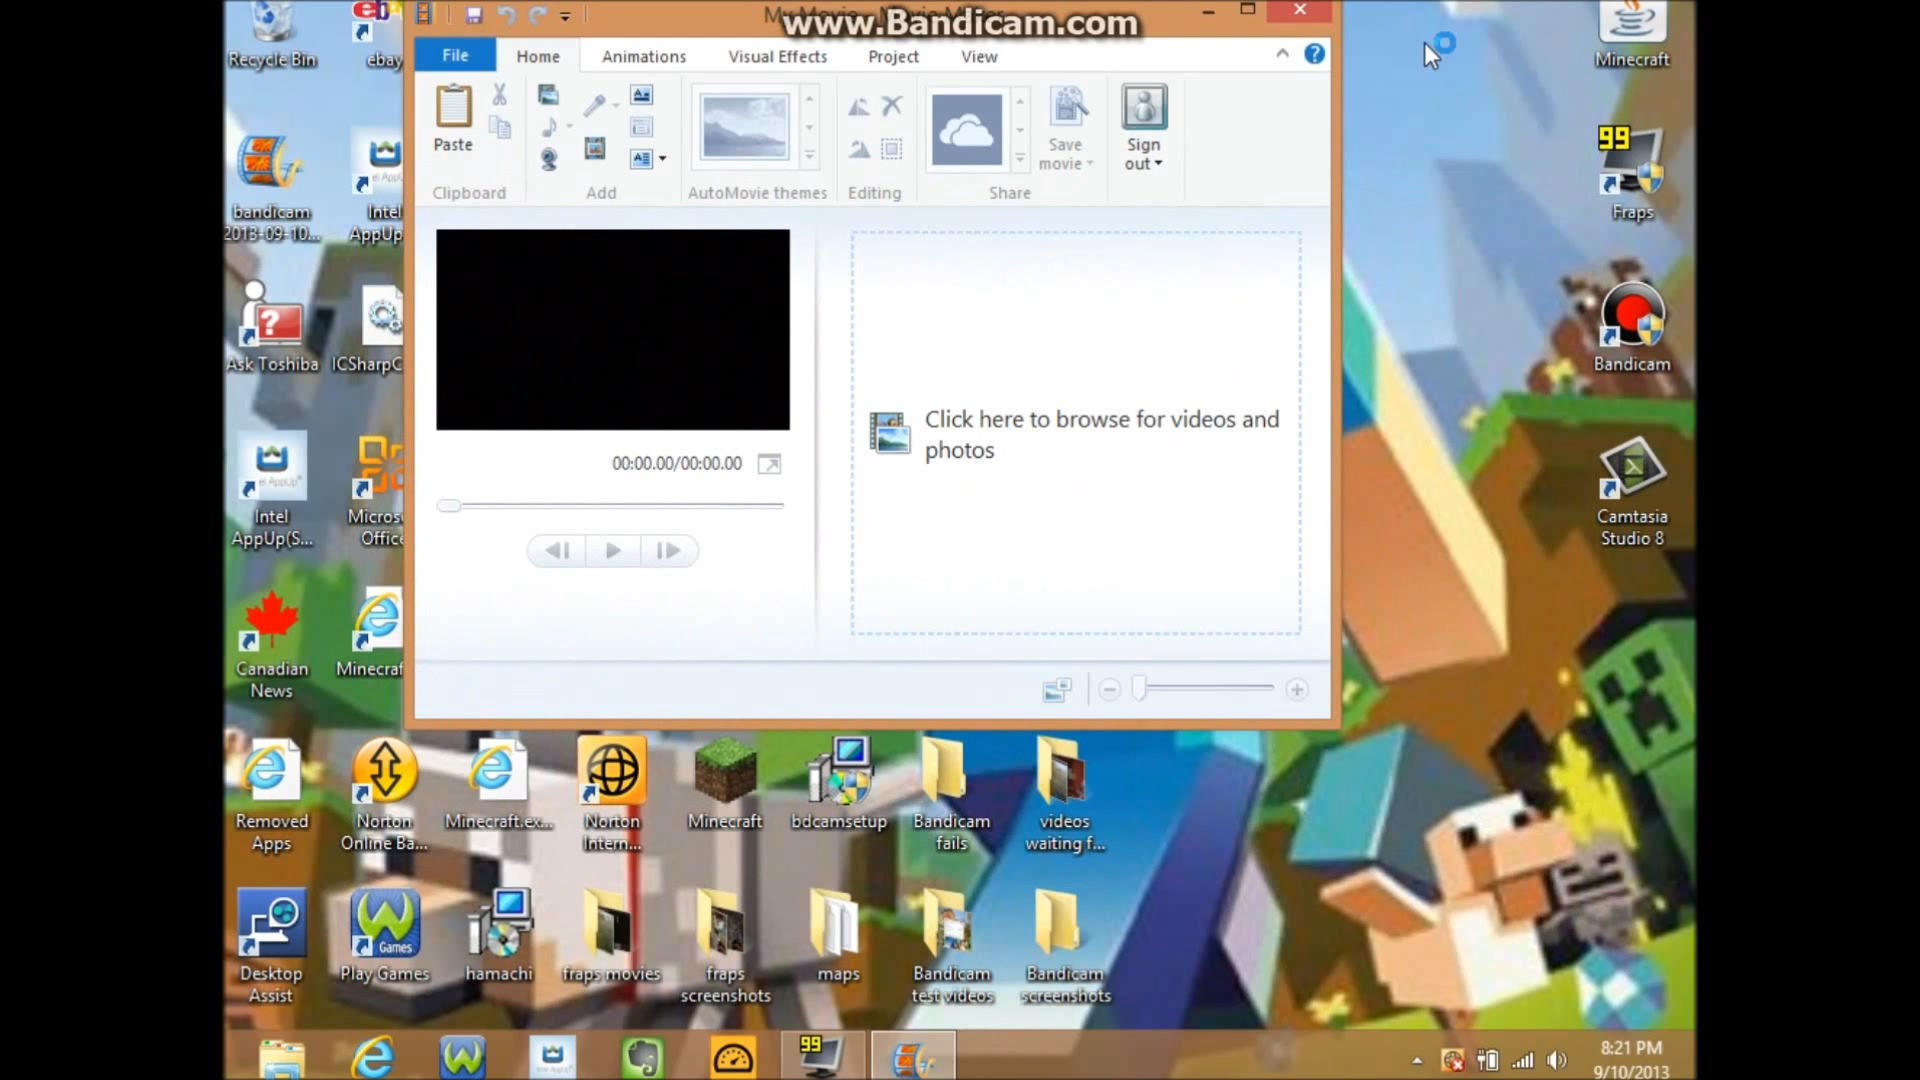 www.Bandicam.com
File
Home
Animations
Visual Effects
Project
View
Paste
Save
movie
Sign
out
Clipboard
Add
AutoMovie themes
Editing
Share
Click here to browse for videos and
photos
00:00.00/00:00.00
Recycle Bin
ebay
bandicam
2013-09-10...
Intel
AppUp
Ask Toshiba
ICSharpC
Intel
AppUp(S...
Micros
Office
Canadian
News
Minecraf
Minecraft
99
Fraps
Bandicam
Camtasia
Studio 8
Removed
Apps
Norton
Online Ba...
Minecraft.ex...
Norton
Intern...
Minecraft
bdcamsetup
Bandicam
fails
videos
waiting f...
Desktop
Assist
Games
Play Games
hamachi
fraps movies
fraps
screenshots
maps
Bandicam
test videos
Bandicam
screenshots
99
8:21 PM
9/10/2013